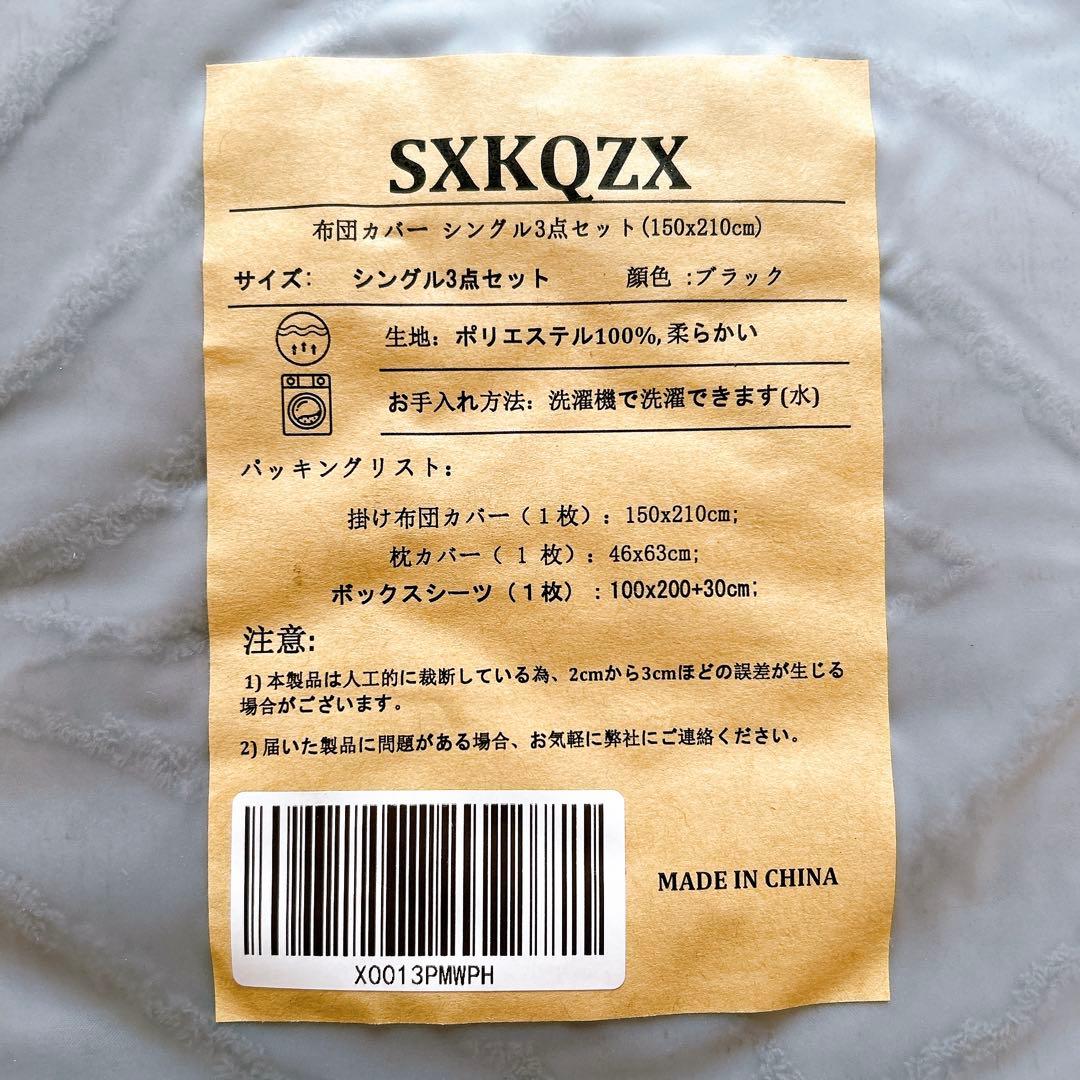 SXKQZX
布団カバー シングル3点セット(150x210cm)
サイズ: シングル3点セット 顔色 :ブラック
生地: ポリエステル100%,柔らかい
お手入れ方法: 洗濯機で洗濯できます(水)
パッキングリスト:
掛け布団カバー(1枚): 150x210cm;
枕カバー( 1 枚): 46x63cm;
ボックスシーツ(1枚) : 100x200+30cm;
注意:
1) 本製品は人工的に裁断している為、2cmから3cmほどの誤差が生じる
場合がございます。
2) 届いた製品に問題がある場合、お気軽に弊社にご連絡ください。
MADE IN CHINA
X0013PMWPH